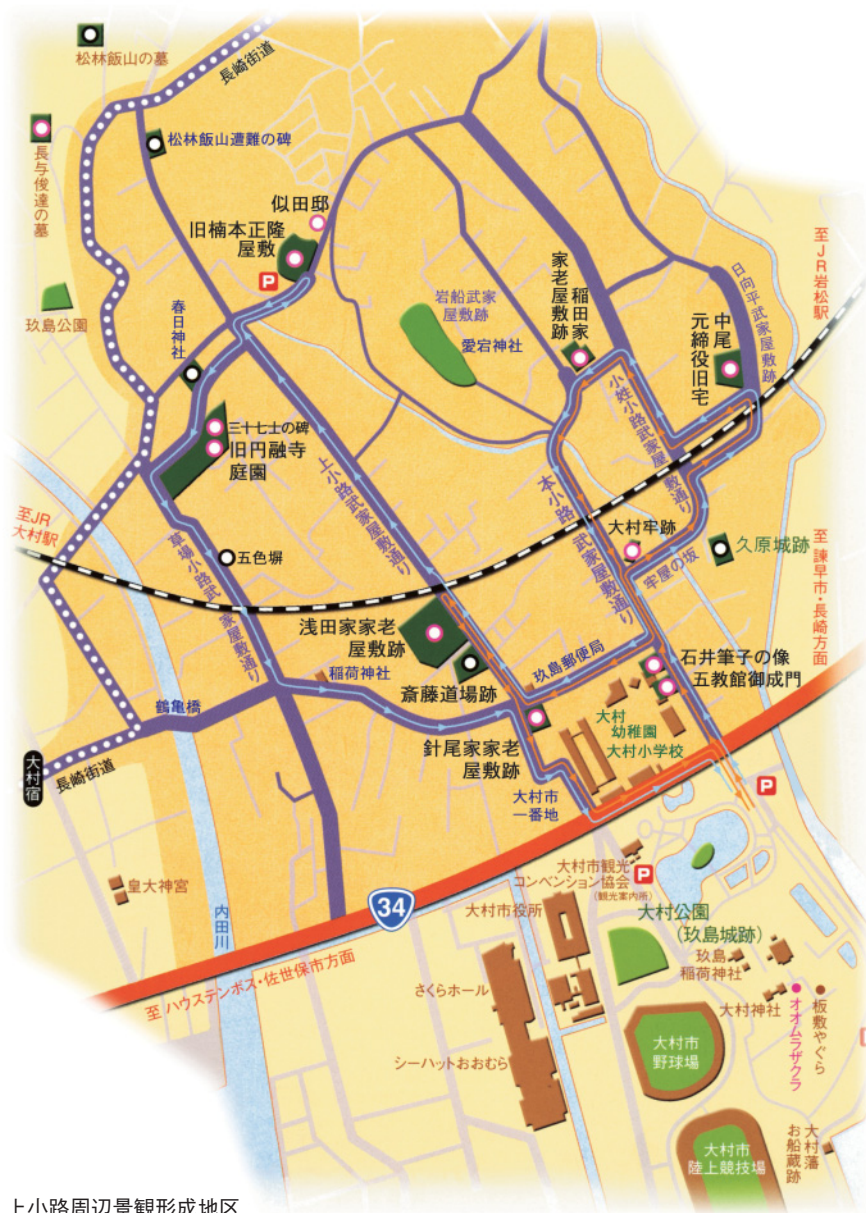 松林飯山の墓
長崎街道
松林飯山遭難の碑
長与俊達の墓
似田邸
旧楠本正隆
屋敷
P
玖島公園
春日神社
岩船武家
屋敷跡
愛宕神社
稲田家
家老屋敷跡
至JR岩松駅
日向平武家屋敷跡
中尾
元締役旧宅
小姓小路武家屋敷通り
三十七士の碑
旧円融寺
庭園
上小路武家屋敷通り
本小路武家屋敷通り
至JR
大村駅
草場小路武家屋敷通り
五色塀
大村牢跡
牢屋の坂
久原城跡
至諫早市・長崎方面
浅田家家老
屋敷跡
斎藤道場跡
玖島郵便局
石井筆子の像
五教館御成門
稲荷神社
鶴亀橋
大村宿
長崎街道
針尾家家老
屋敷跡
大村
幼稚園
大村小学校
大村市
一番地
P
皇大神宮
内田川
34
大村市観光
コンベンション協会
(観光案内所)
P
大村市役所
大村公園
(玖島城跡)
至ハウステンボス・佐世保市方面
さくらホール
玖島
稲荷神社
大村神社
オオムラザクラ
板敷やぐら
シーハットおおむら
大村市
野球場
大村藩
お船蔵跡
大村市
陸上競技場
上小路周辺景観形成地区